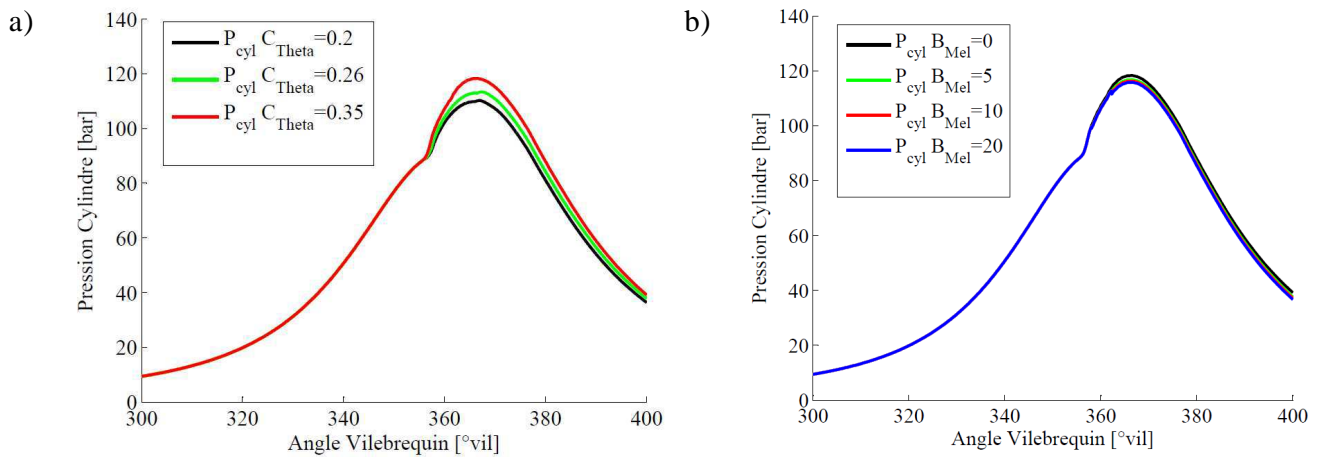 a)
P_cyl C_Theta=0.2
P_cyl C_Theta=0.26
P_cyl C_Theta=0.35
Pression Cylindre [bar]
140
120
100
80
60
40
20
0
300
320
340
360
380
400
Angle Vilebrequin [°vil]
b)
P_cyl B_Mel=0
P_cyl B_Mel=5
P_cyl B_Mel=10
P_cyl B_Mel=20
Pression Cylindre [bar]
140
120
100
80
60
40
20
0
300
320
340
360
380
400
Angle Vilebrequin [°vil]